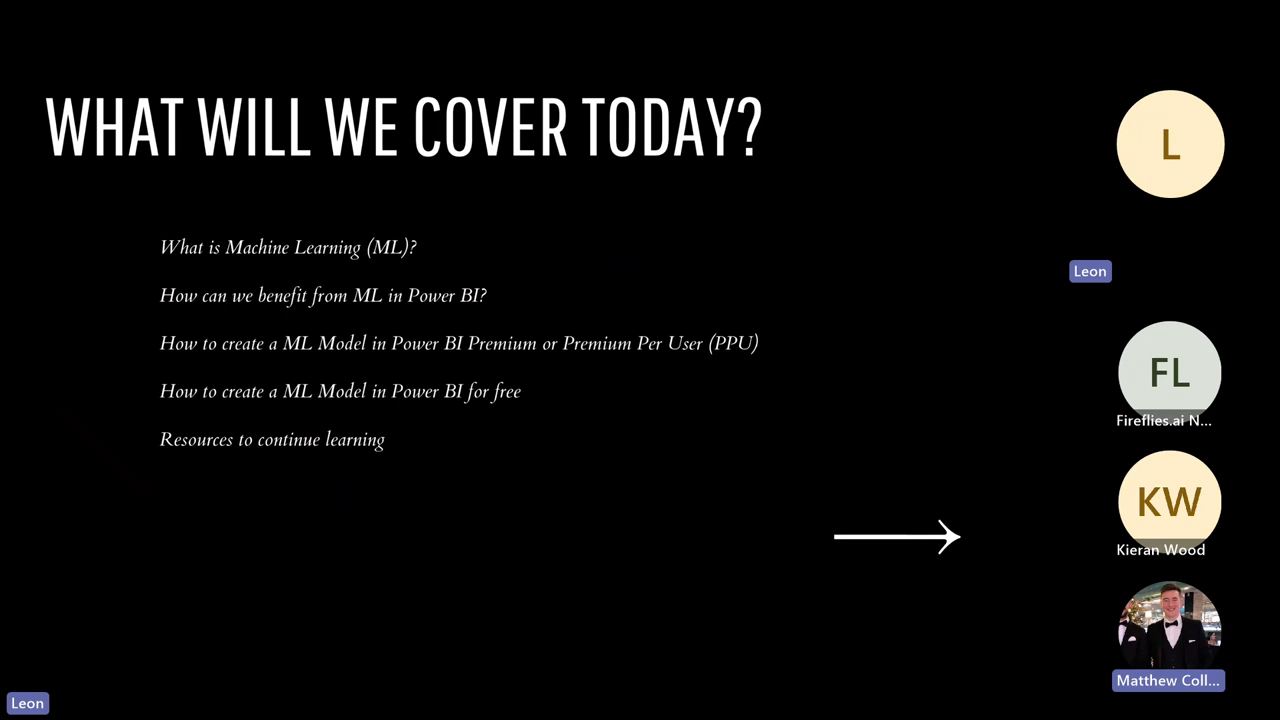 WHAT WILL WE COVER TODAY?
What is Machine Learning (ML)?
How can we benefit from ML in Power BI?
How to create a ML Model in Power BI Premium or Premium Per User (PPU)
How to create a ML Model in Power BI for free
Resources to continue learning
L
Leon
FL
Fireflies.ai N...
KW
Kieran Wood
Matthew Coll...
Leon